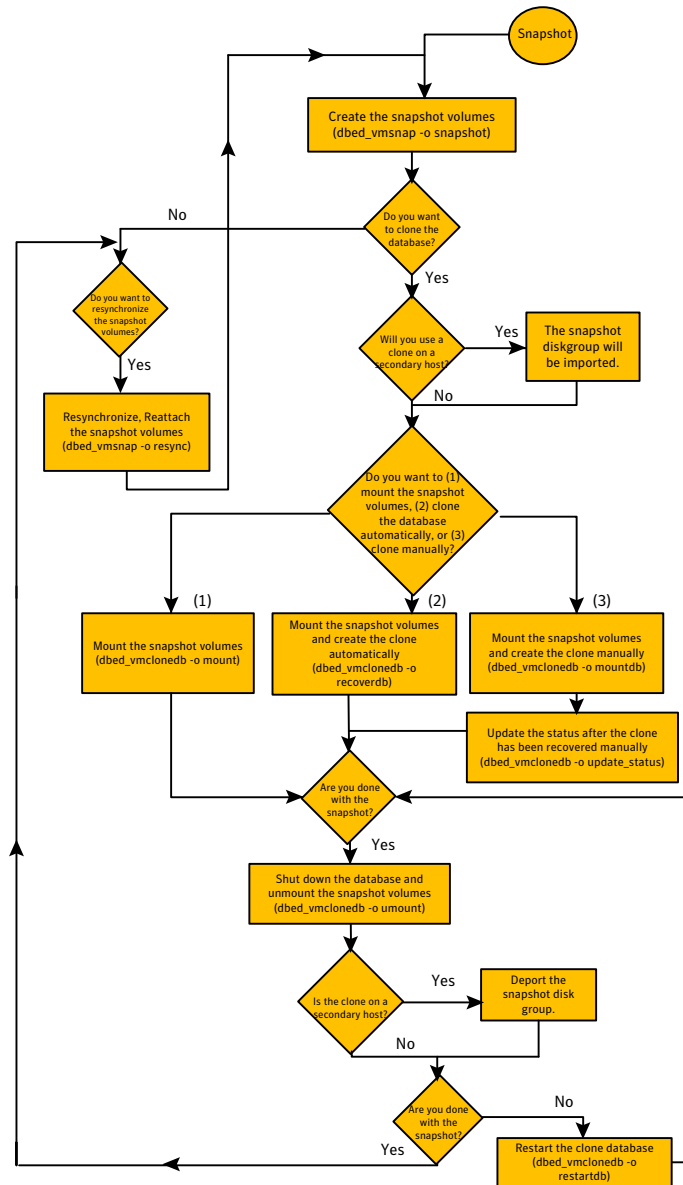 Snapshot
Create the snapshot volumes
(dbed_vmsnap -o snapshot)
No
Do you want
to clone the
database?
Yes
Do you want to
resynchronize
the snapshot
volumes?
Yes
Will you use a
clone on a
secondary host?
Yes
The snapshot
diskgroup will
be imported.
No
Resynchronize, Reattach
the snapshot volumes
(dbed_vmsnap -o resync)
Do you want to (1)
mount the snapshot
volumes, (2) clone
the database
automatically, or (3)
clone manually?
(1)
(2)
(3)
Mount the snapshot volumes
(dbed_vmclonedb -o mount)
Mount the snapshot volumes
and create the clone
automatically
(dbed_vmclonedb -o
recoverdb)
Mount the snapshot volumes
and create the clone manually
(dbed_vmclonedb -o mountdb)
Update the status after the clone
has been recovered manually
(dbed_vmclonedb -o update_status)
Are you done
with the
snapshot?
Yes
Shut down the database and
unmount the snapshot volumes
(dbed_vmclonedb -o umount)
Is the clone on a
secondary host?
Yes
Deport the
snapshot disk
group.
No
Are you done
with the
snapshot?
No
Yes
Restart the clone database
(dbed_vmclonedb -o
restartdb)